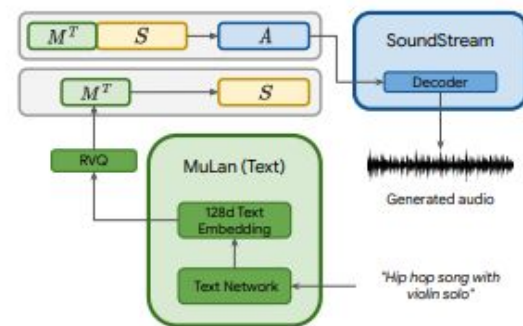 M^T S A
SoundStream
Decoder
M^T S
RVQ
MuLan (Text)
Generated audio
128d Text
Embedding
Text Network
"Hip hop song with
violin solo"